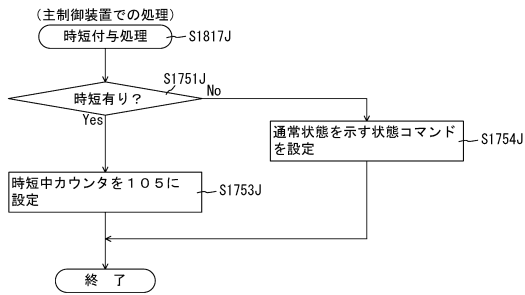 （主制御装置での処理）
時短付与処理
S1817J
S1751J
時短有り？
No
Yes
通常状態を示す状態コマンド
を設定
S1754J
時短中カウンタを１０５に
設定
S1753J
終　了